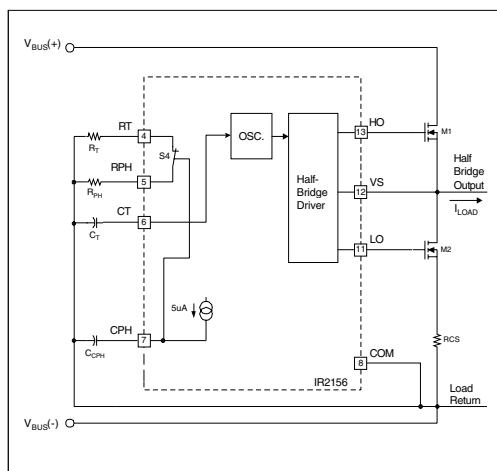 VBUS(+)
RT
4
HO
13
M1
OSC.
RT
S4
RPH
5
RPH
Half
Bridge
Output
Half-
Bridge
Driver
VS
12
CT
6
CT
ILOAD
LO
11
M2
5uA
CPH
7
CCPH
RCS
COM
8
IR2156
Load
Return
VBUS(-)